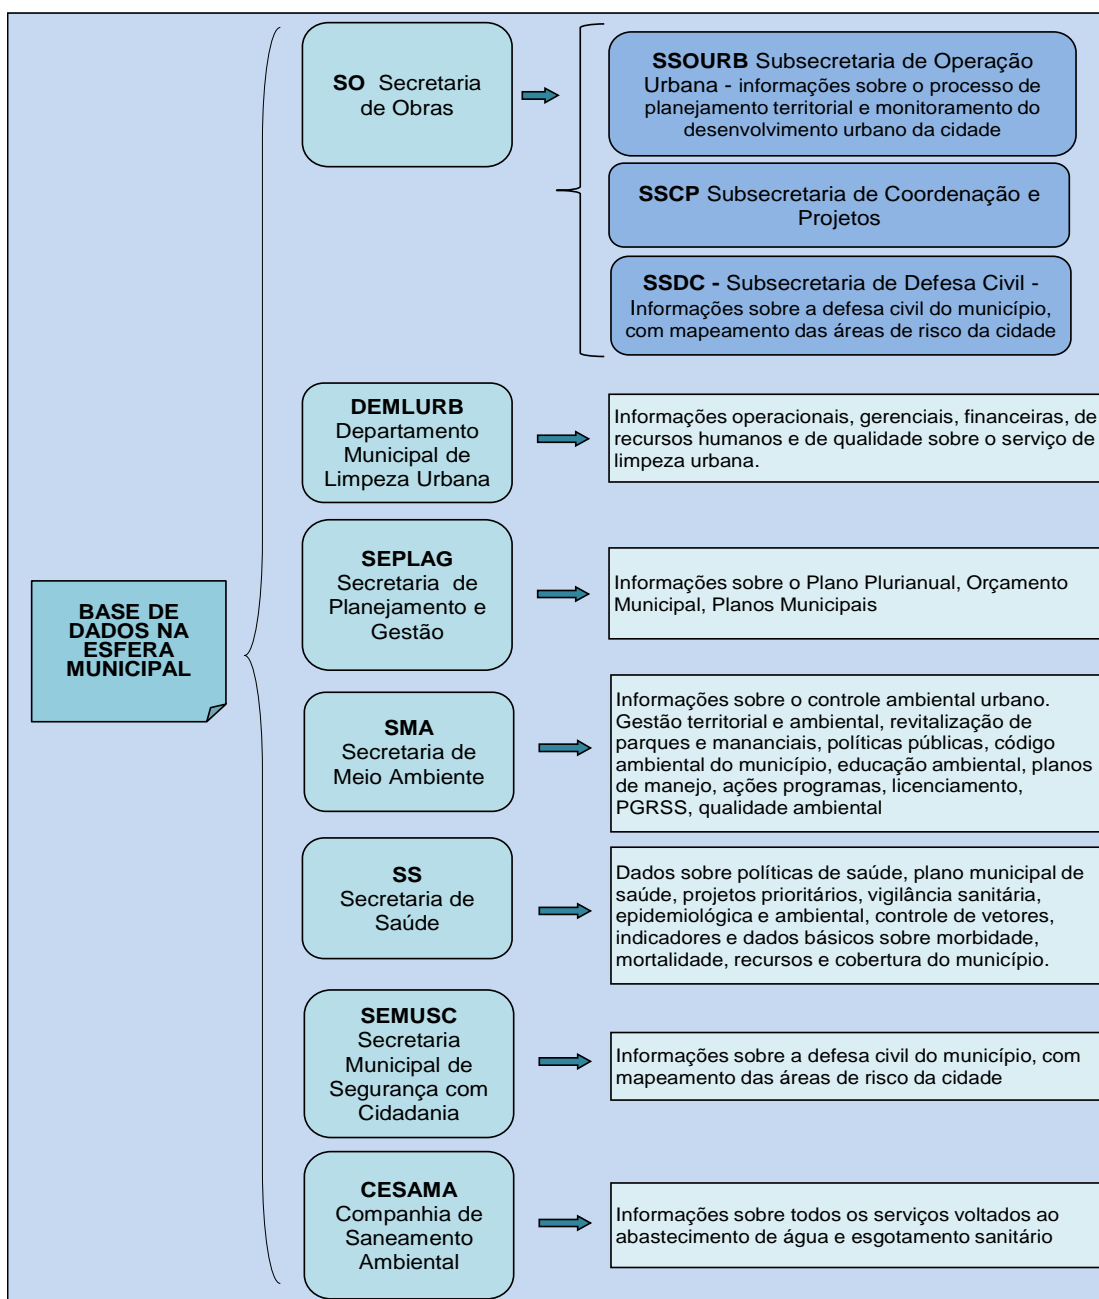 BASE DE
DADOS NA
ESFERA
MUNICIPAL
SO Secretaria
de Obras
SSOURB Subsecretaria de Operação
Urbana - informações sobre o processo de
planejamento territorial e monitoramento do
desenvolvimento urbano da cidade
SSCP Subsecretaria de Coordenação e
Projetos
SSDC - Subsecretaria de Defesa Civil -
Informações sobre a defesa civil do município,
com mapeamento das áreas de risco da cidade
DEMLURB
Departamento
Municipal de
Limpeza Urbana
Informações operacionais, gerenciais, financeiras, de
recursos humanos e de qualidade sobre o serviço de
limpeza urbana.
SEPLAG
Secretaria de
Planejamento e
Gestão
Informações sobre o Plano Plurianual, Orçamento
Municipal, Planos Municipais
SMA
Secretaria de
Meio Ambiente
Informações sobre o controle ambiental urbano.
Gestão territorial e ambiental, revitalização de
parques e mananciais, políticas públicas, código
ambiental do município, educação ambiental, planos
de manejo, ações programas, licenciamento,
PGRSS, qualidade ambiental
SS
Secretaria de
Saúde
Dados sobre políticas de saúde, plano municipal de
saúde, projetos prioritários, vigilância sanitária,
epidemiológica e ambiental, controle de vetores,
indicadores e dados básicos sobre morbidade,
mortalidade, recursos e cobertura do município.
SEMUSC
Secretaria
Municipal de
Segurança com
Cidadania
Informações sobre a defesa civil do município, com
mapeamento das áreas de risco da cidade
CESAMA
Companhia de
Saneamento
Ambiental
Informações sobre todos os serviços voltados ao
abastecimento de água e esgotamento sanitário